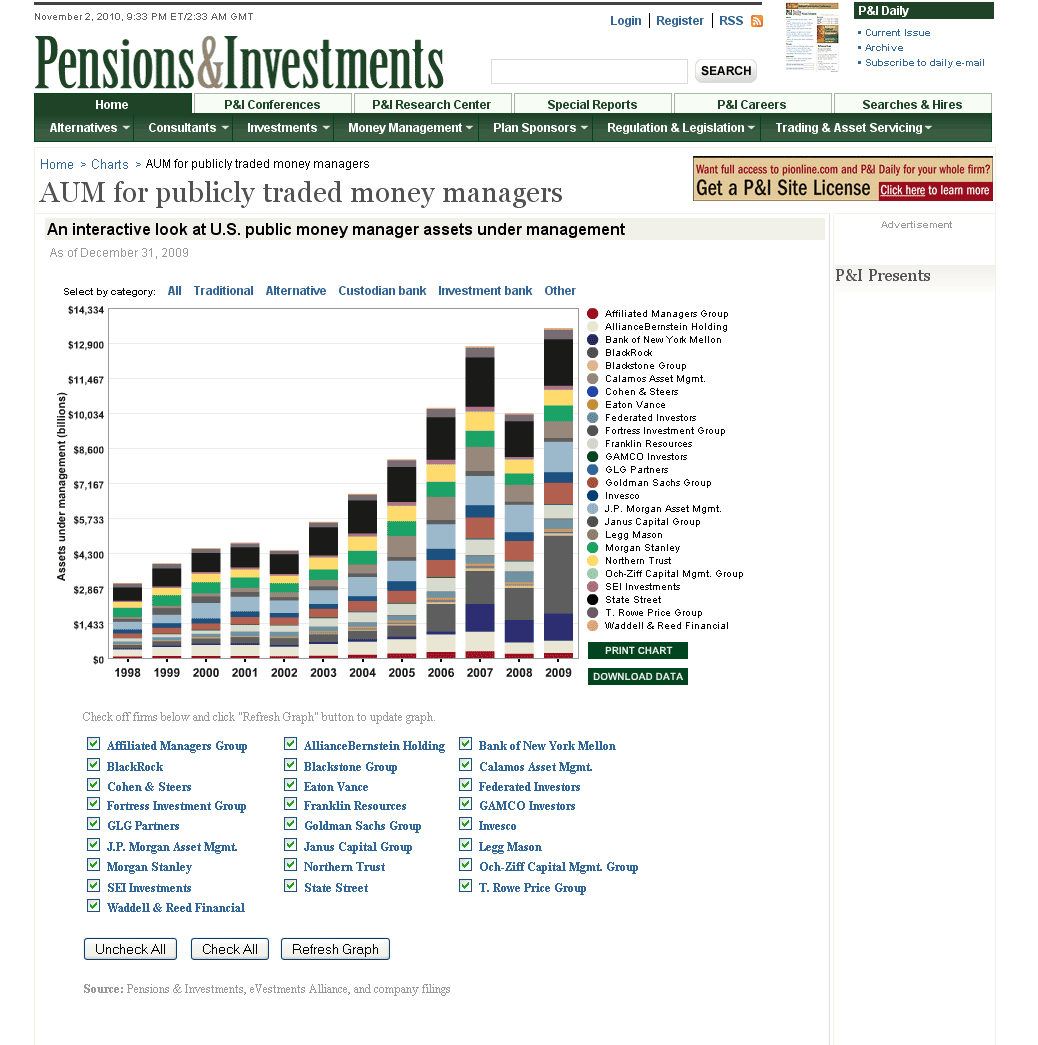 November 2, 2010, 9:33 PM ET/2:33 AM GMT
Login | Register | RSS
P&I Daily
Current Issue
Archive
Subscribe to daily e-mail
Pensions&Investments
SEARCH
Home
P&I Conferences
P&I Research Center
Special Reports
P&I Careers
Searches & Hires
Alternatives
Consultants
Investments
Money Management
Plan Sponsors
Regulation & Legislation
Trading & Asset Servicing
Home > Charts > AUM for publicly traded money managers
AUM for publicly traded money managers
Want full access to pionline.com and P&I Daily for your whole firm?
Get a P&I Site License Click here to learn more
An interactive look at U.S. public money manager assets under management
As of December 31, 2009
Advertisement
P&I Presents
Select by category: All Traditional Alternative Custodian bank Investment bank Other
Assets under management (billions)
$14,334
$12,900
$11,467
$10,034
$8,600
$7,167
$5,733
$4,300
$2,867
$1,433
$0
1998 1999 2000 2001 2002 2003 2004 2005 2006 2007 2008 2009
Affiliated Managers Group
AllianceBernstein Holding
Bank of New York Mellon
BlackRock
Blackstone Group
Calamos Asset Mgmt.
Cohen & Steers
Eaton Vance
Federated Investors
Fortress Investment Group
Franklin Resources
GAMCO Investors
GLG Partners
Goldman Sachs Group
Invesco
J.P. Morgan Asset Mgmt.
Janus Capital Group
Legg Mason
Morgan Stanley
Northern Trust
Och-Ziff Capital Mgmt. Group
SEI Investments
State Street
T. Rowe Price Group
Waddell & Reed Financial
PRINT CHART
DOWNLOAD DATA
Check off firms below and click "Refresh Graph" button to update graph.
Affiliated Managers Group AllianceBernstein Holding Bank of New York Mellon
BlackRock Blackstone Group Calamos Asset Mgmt.
Cohen & Steers Eaton Vance Federated Investors
Fortress Investment Group Franklin Resources GAMCO Investors
GLG Partners Goldman Sachs Group Invesco
J.P. Morgan Asset Mgmt. Janus Capital Group Legg Mason
Morgan Stanley Northern Trust Och-Ziff Capital Mgmt. Group
SEI Investments State Street T. Rowe Price Group
Waddell & Reed Financial
Uncheck All Check All Refresh Graph
Source: Pensions & Investments, eVestments Alliance, and company filings